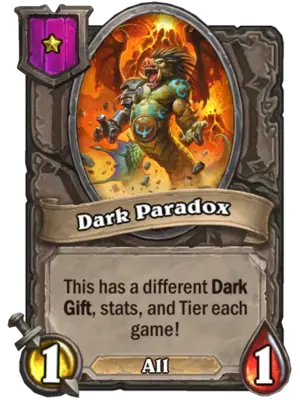 Dark Paradox
This has a different Dark
Gift, stats, and Tier each
game!
1
All
1